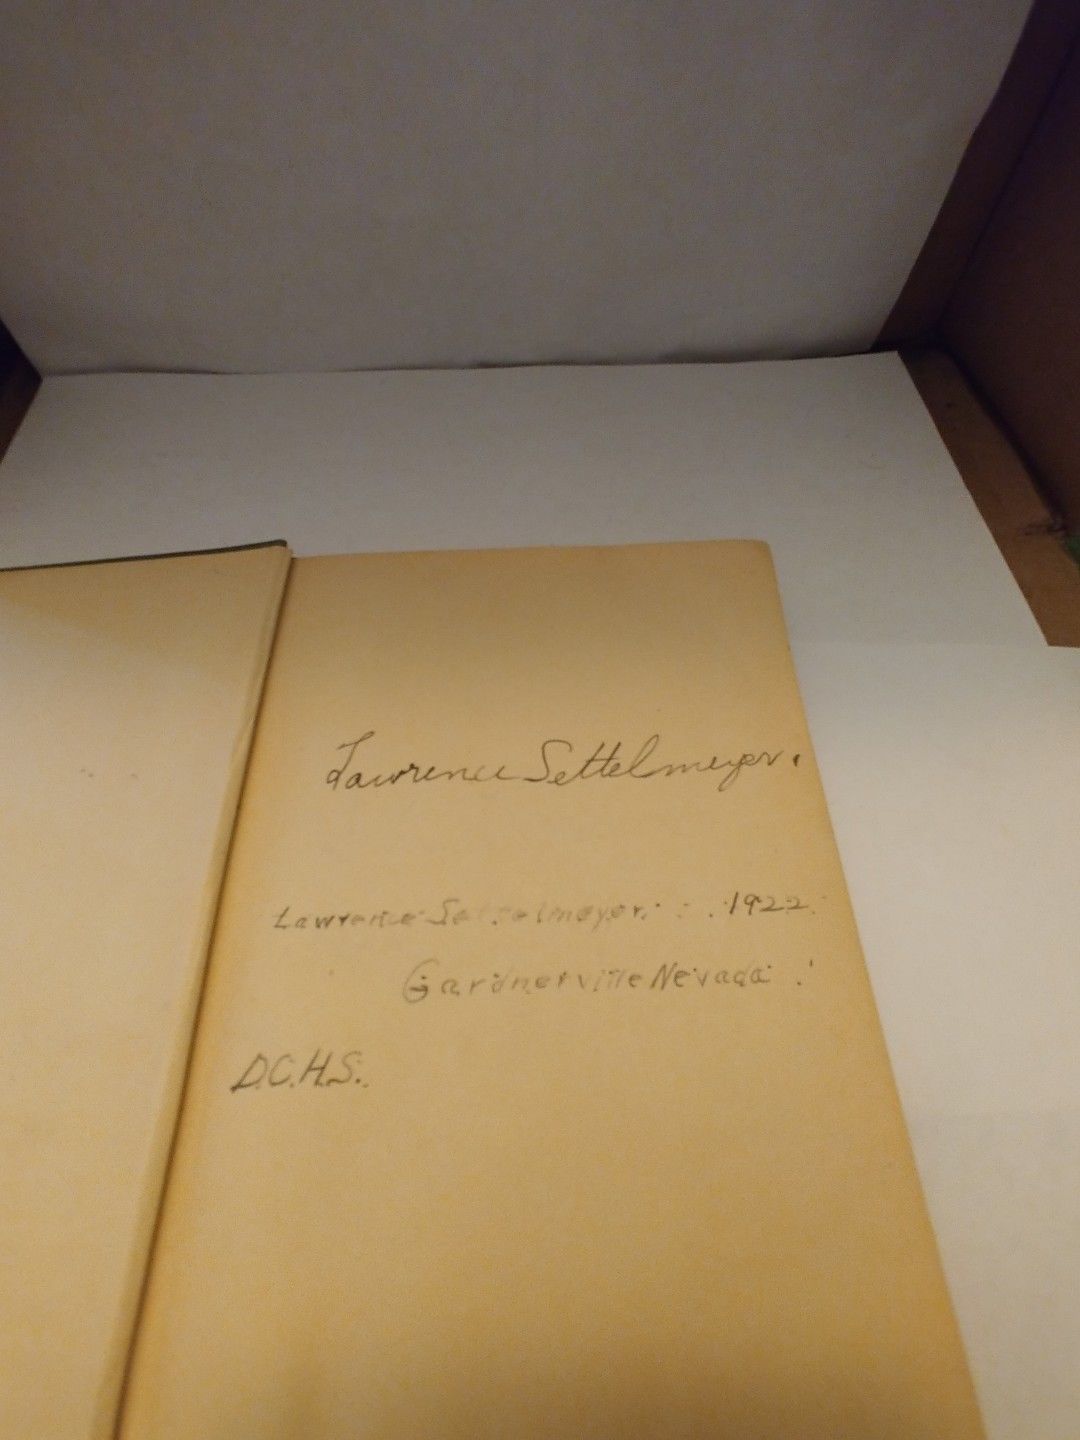 Lawrence Settelmeyer.
Lawrence Settelmeyer. 1922.
Gardnerville Nevada.
D.C.H.S.